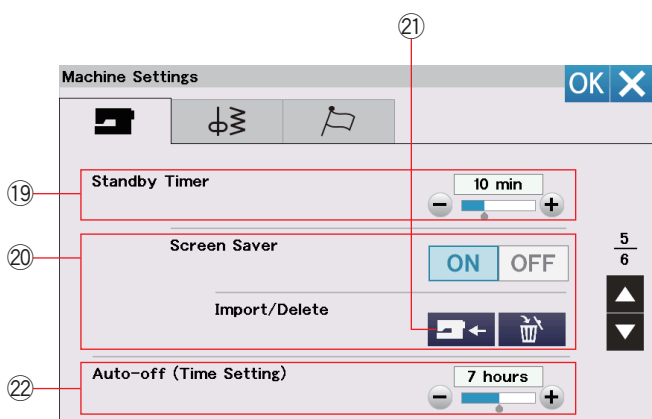 ㉑
Machine Settings
OK
⑲
Standby Timer
10 min
⑳
Screen Saver
ON OFF
5
6
Import/Delete
㉒
Auto-off (Time Setting)
7 hours